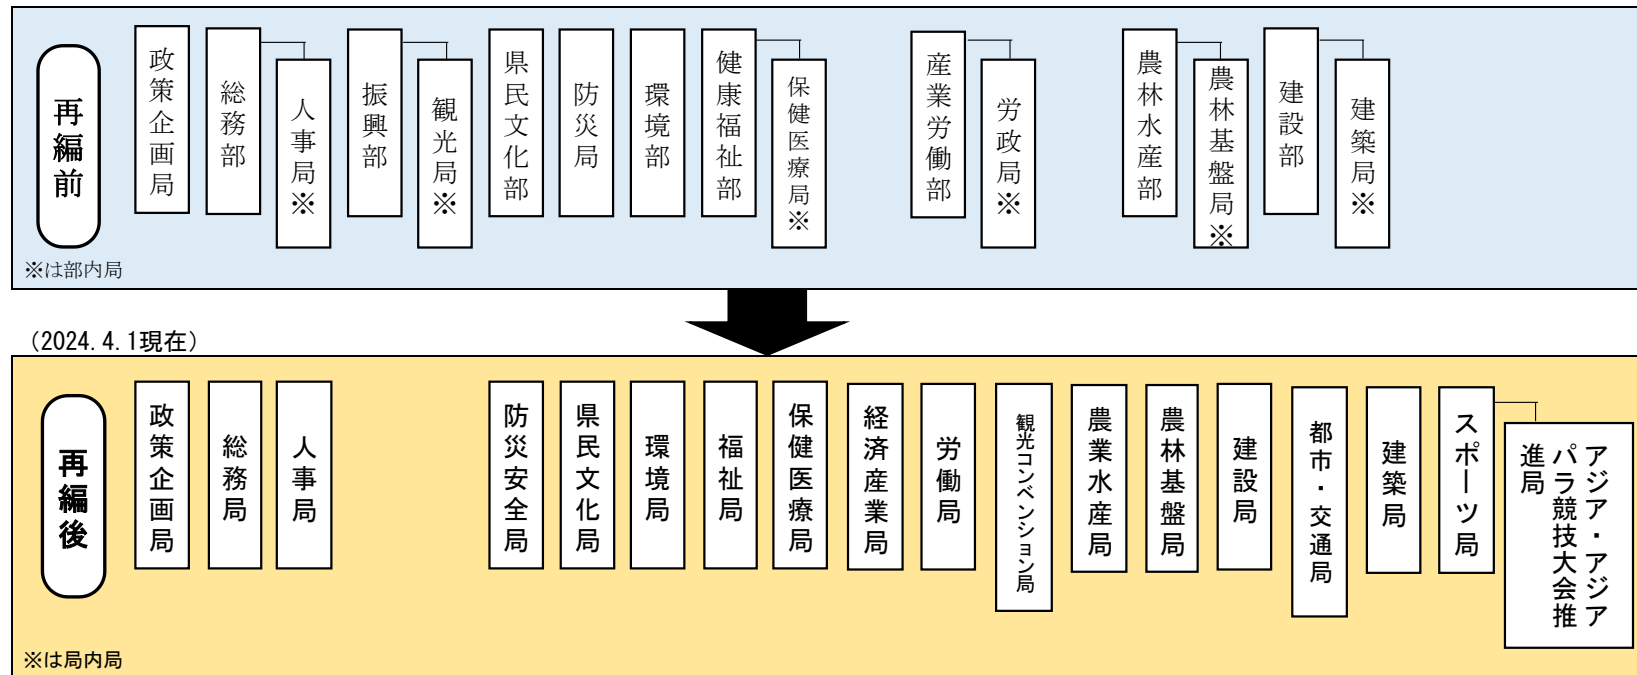 再編前
政策企画局
総務部
人事局※
振興部
観光局※
県民文化部
防災局
環境部
健康福祉部
保健医療局※
産業労働部
労政局※
農林水産部
農林基盤局※
建設部
建築局※
※は部内局
（2024.4.1現在）
再編後
政策企画局
総務局
人事局
防災安全局
県民文化局
環境局
福祉局
保健医療局
経済産業局
労働局
観光コンベンション局
農業水産局
農林基盤局
建設局
都市・交通局
建築局
スポーツ局
アジア・アジア
パラ競技大会推
進局
※は局内局